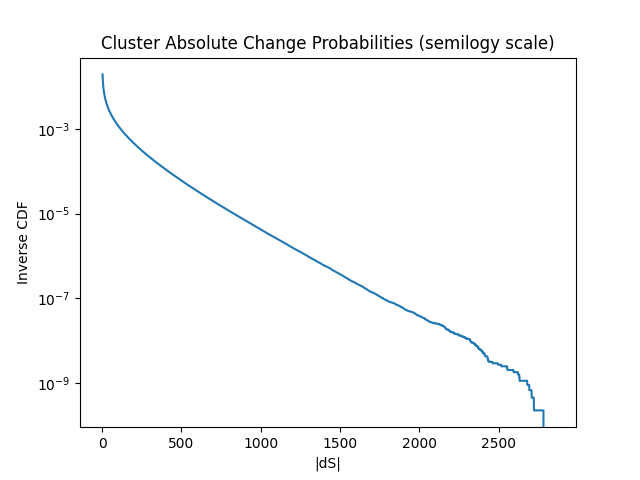 Cluster Absolute Change Probabilities (semilogy scale)
Inverse CDF
10⁻³
10⁻⁵
10⁻⁷
10⁻⁹
0 500 1000 1500 2000 2500
|dS|